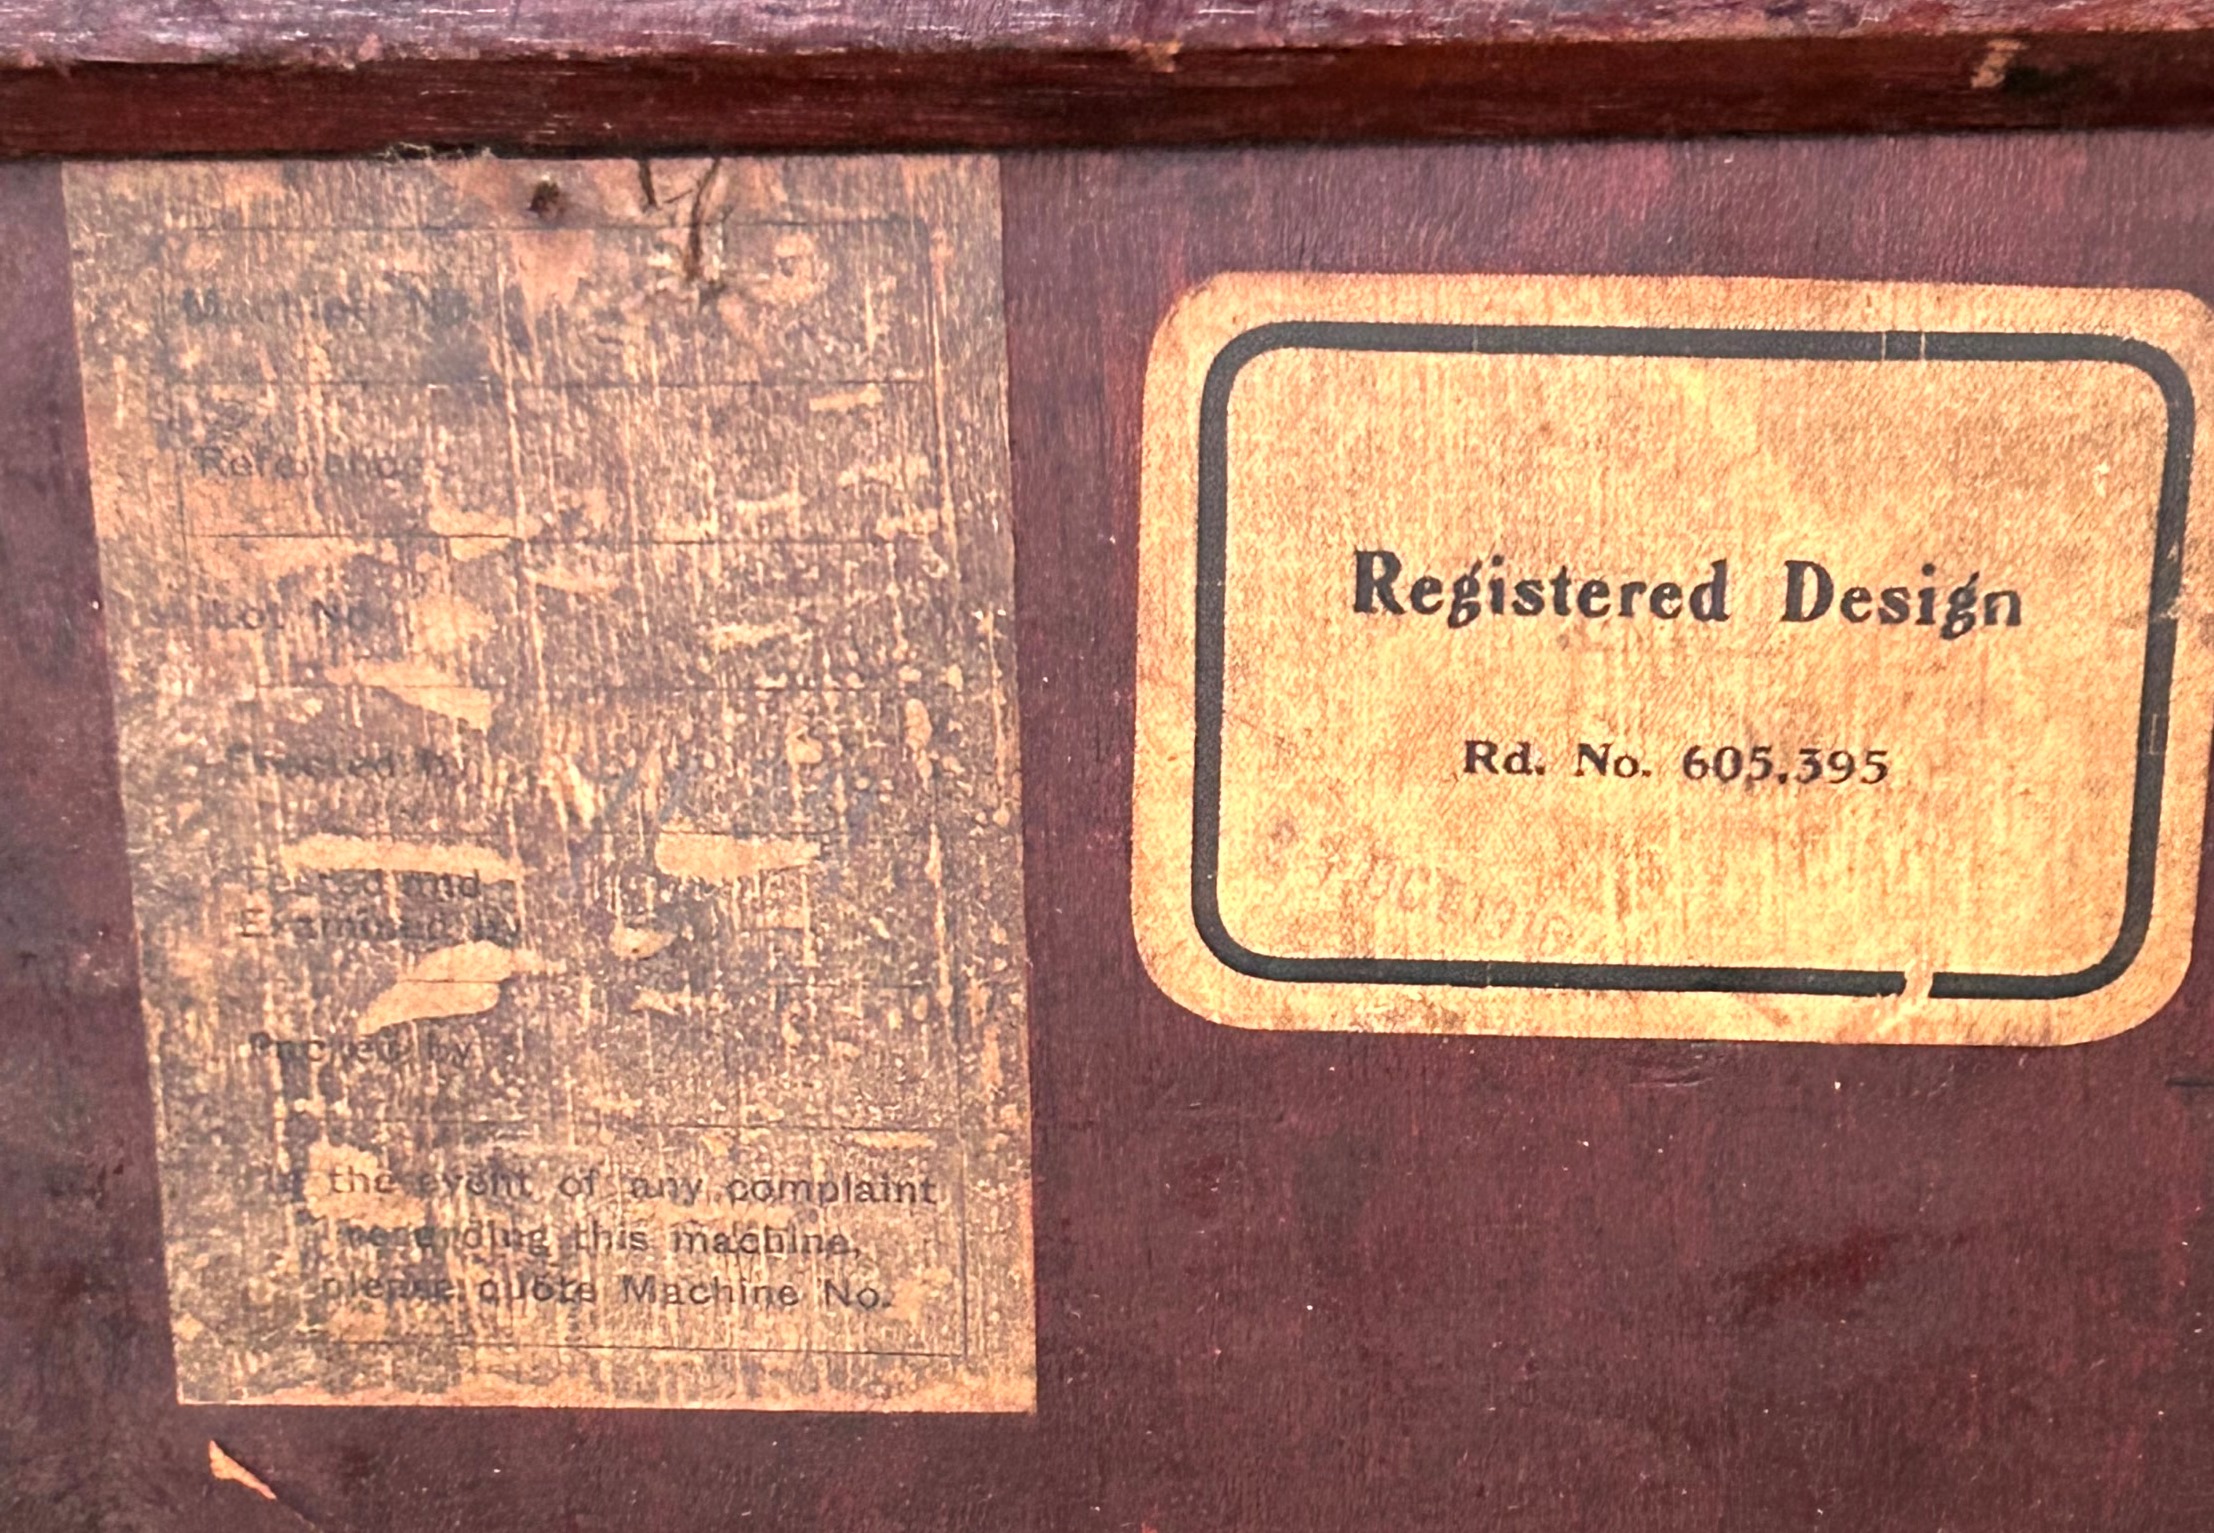 Machine No.
Reference
Lot No.
Erected by
Tested and
Examined by
Packed by
In the event of any complaint
regarding this machine,
please quote Machine No.
Registered Design
Rd. No. 605,395